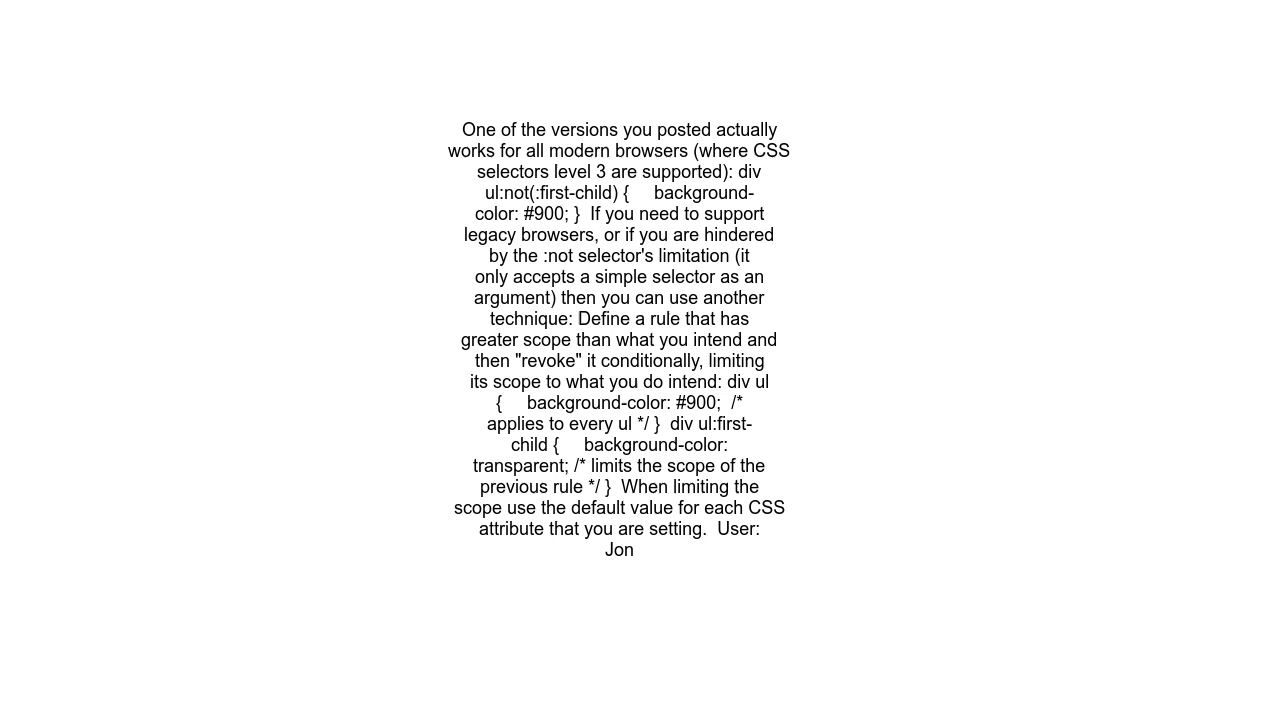 One of the versions you posted actually
works for all modern browsers (where CSS
selectors level 3 are supported): div
ul:not(:first-child) {     background-
color: #900; }  If you need to support
legacy browsers, or if you are hindered
by the :not selector's limitation (it
only accepts a simple selector as an
argument) then you can use another
technique: Define a rule that has
greater scope than what you intend and
then "revoke" it conditionally, limiting
its scope to what you do intend: div ul
{     background-color: #900;  /*
applies to every ul */ }  div ul:first-
child {     background-color:
transparent; /* limits the scope of the
previous rule */ }  When limiting the
scope use the default value for each CSS
attribute that you are setting.  User:
Jon